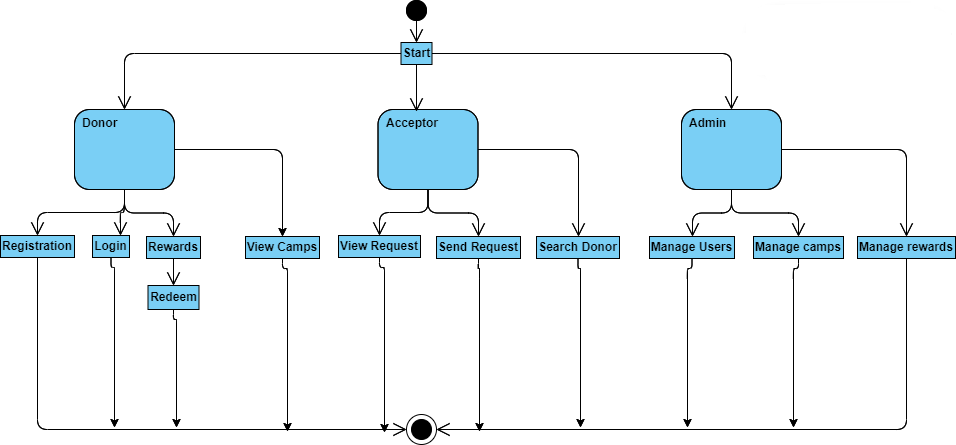 Start
Donor
Acceptor
Admin
Registration
Login
Rewards
View Camps
View Request
Send Request
Search Donor
Manage Users
Manage camps
Manage rewards
Redeem